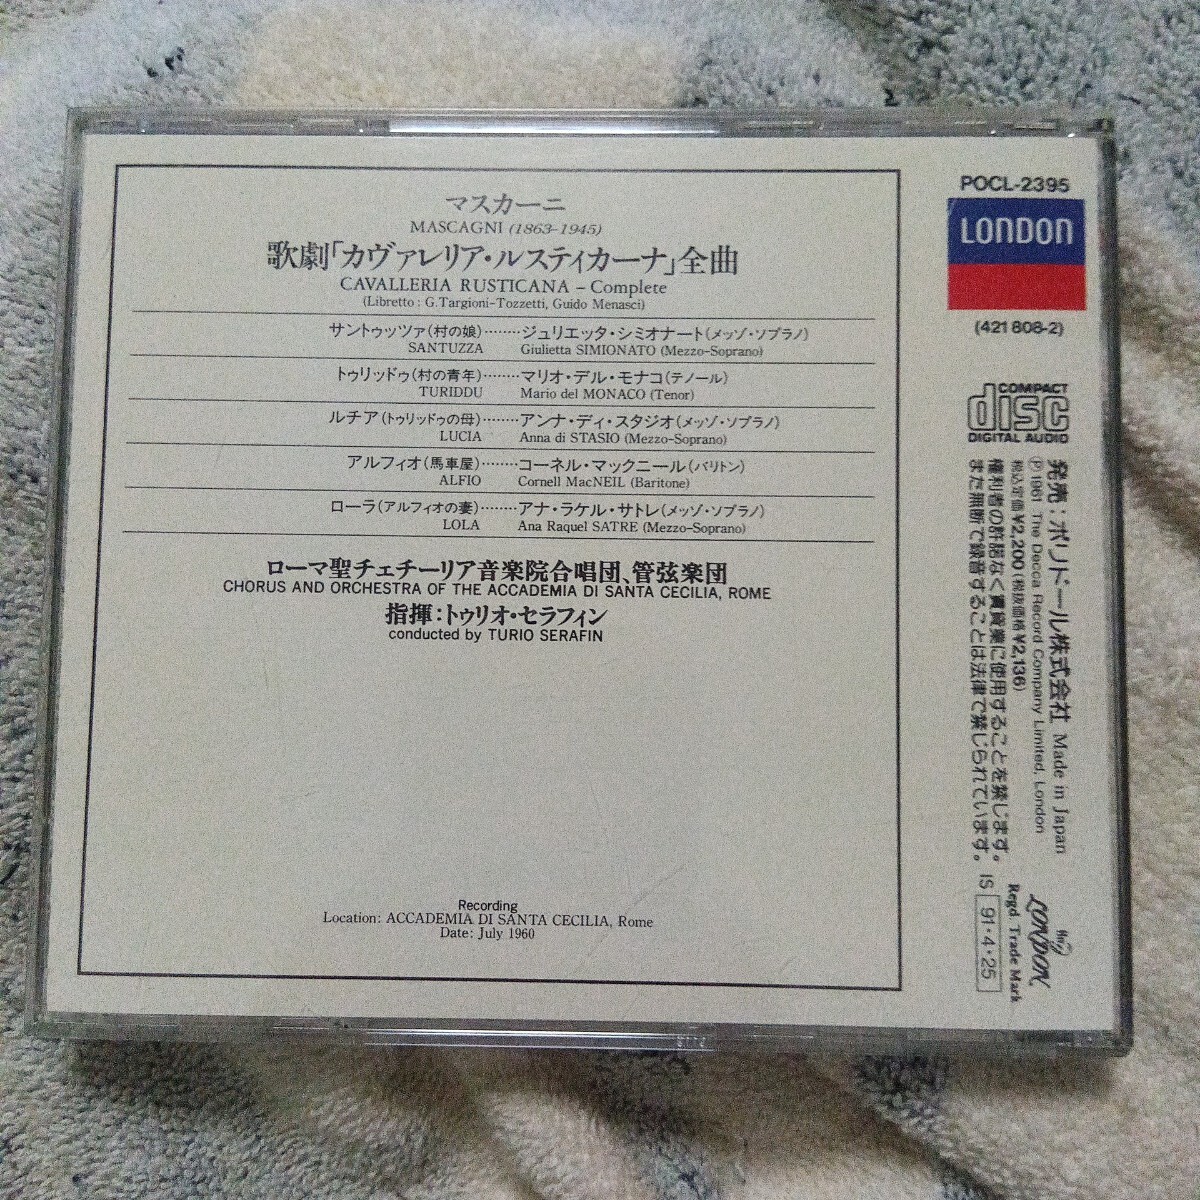 マスカーニ
MASCAGNI (1863-1945)
歌劇「カヴァレリア・ルスティカーナ」全曲
CAVALLERIA RUSTICANA – Complete
(Libretto : G.Targioni-Tozzetti, Guido Menasci)
サントゥッツァ(村の娘)········ジュリエッタ・シミオナート(メッゾ・ソプラノ)
SANTUZZA Giulietta SIMIONATO (Mezzo-Soprano)
トゥリッドゥ(村の青年)········マリオ・デル・モナコ(テノール)
TURIDDU Mario del MONACO (Tenor)
ルチア(トゥリッドゥの母)········アンナ・ディ・スタジオ(メッゾ・ソプラノ)
LUCIA Anna di STASIO (Mezzo-Soprano)
アルフィオ(馬車屋)········コーネル・マックニール(バリトン)
ALFIO Cornell MacNEIL (Baritone)
ローラ(アルフィオの妻)········アナ・ラケル・サトレ(メッゾ・ソプラノ)
LOLA Ana Raquel SATRE (Mezzo-Soprano)
ローマ聖チェチーリア音楽院合唱団、管弦楽団
CHORUS AND ORCHESTRA OF THE ACCADEMIA DI SANTA CECILIA, ROME
指揮:トゥリオ・セラフィン
conducted by TURIO SERAFIN
Recording
Location: ACCADEMIA DI SANTA CECILIA, Rome
Date: July 1960
POCL-2395
LONDON
(421 808-2)
COMPACT
disc
DIGITAL AUDIO
発売:ポリドール株式会社 Made in Japan
Ⓟ1961 The Decca Record Company Limited, London
税込定価¥2,200(税抜価格¥2,136)
権利者の許諾なく賃貸業に使用することを禁じます。
また無断で録音することは法律で禁じられています。
IS 91・4・25
LONDON
Regd. Trade Mark